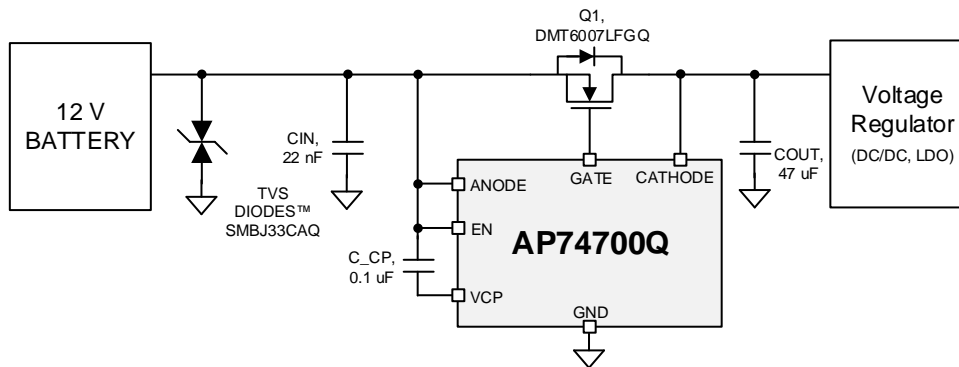 Q1,
DMT6007LFGQ
12 V
BATTERY
CIN,
22 nF
TVS
DIODES™
SMBJ33CAQ
C_CP,
0.1 uF
ANODE
EN
VCP
GATE
CATHODE
AP74700Q
GND
COUT,
47 uF
Voltage
Regulator
(DC/DC, LDO)